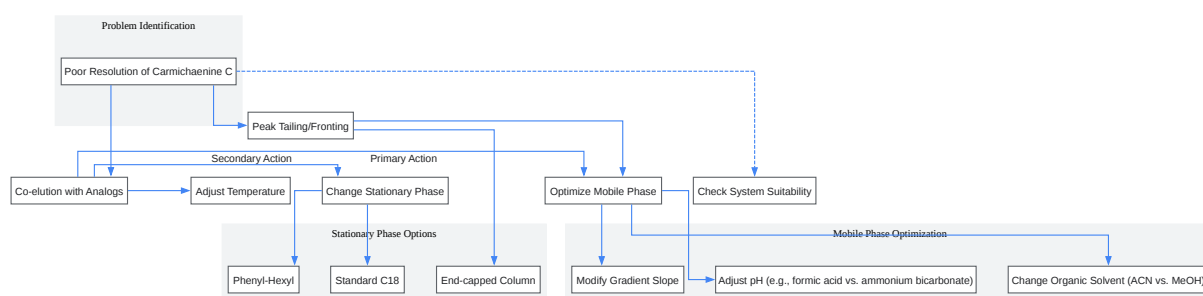 Problem Identification
Poor Resolution of Carmichaenine C
Peak Tailing/Fronting
Secondary Action
Primary Action
Co-elution with Analogs
Adjust Temperature
Change Stationary Phase
Optimize Mobile Phase
Check System Suitability
Stationary Phase Options
Mobile Phase Optimization
Phenyl-Hexyl
Standard C18
End-capped Column
Modify Gradient Slope
Adjust pH (e.g., formic acid vs. ammonium bicarbonate)
Change Organic Solvent (ACN vs. MeOH)